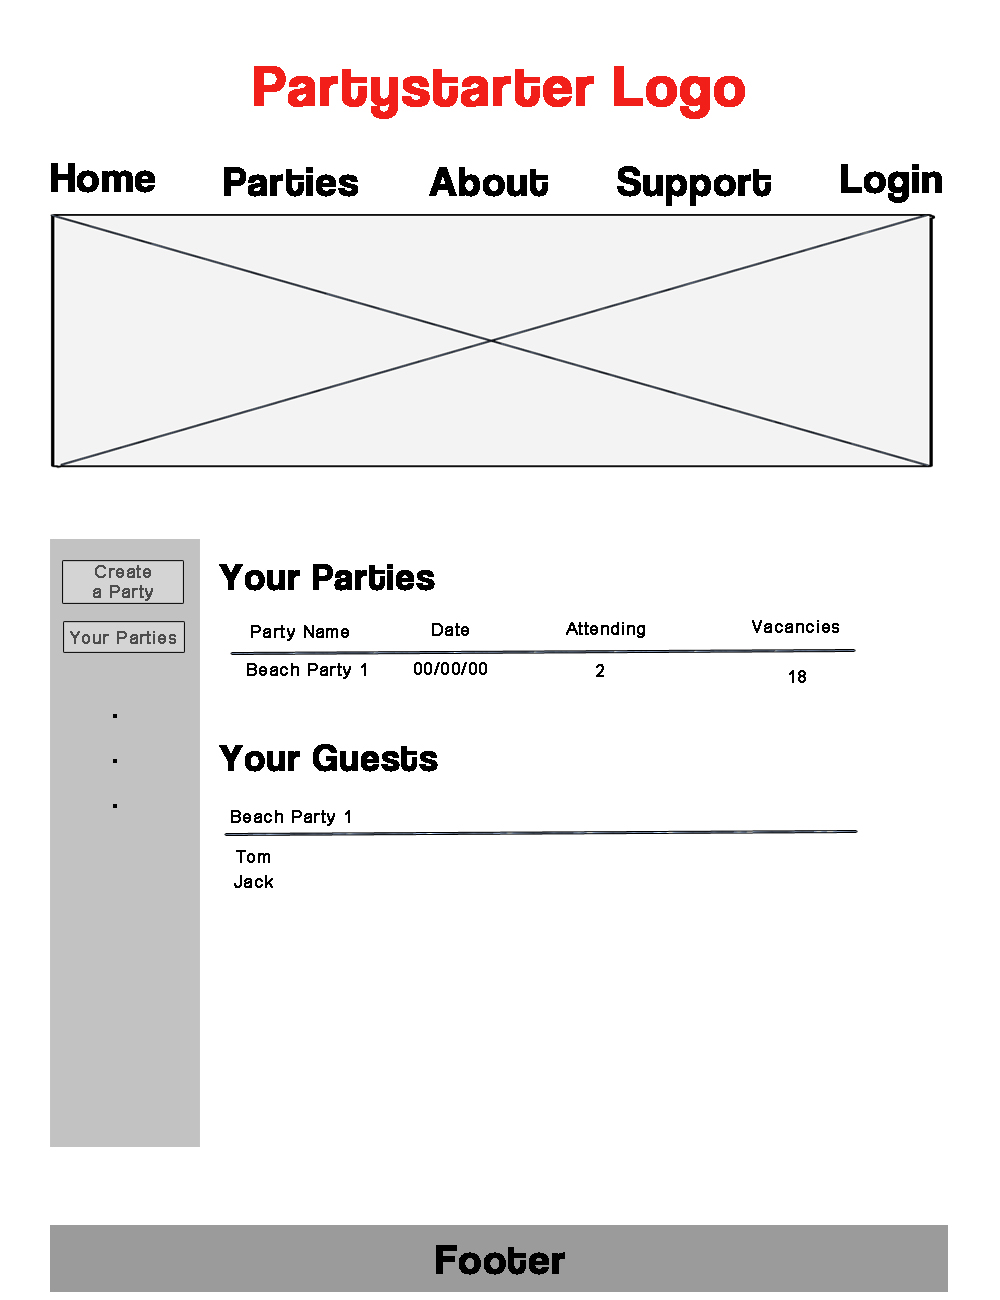 Partystarter Logo
Home Parties About Support Login
Create
a Party
Your Parties
Your Parties
Party Name Date Attending Vacancies
Beach Party 1 00/00/00 2 18
Your Guests
Beach Party 1
Tom
Jack
Footer